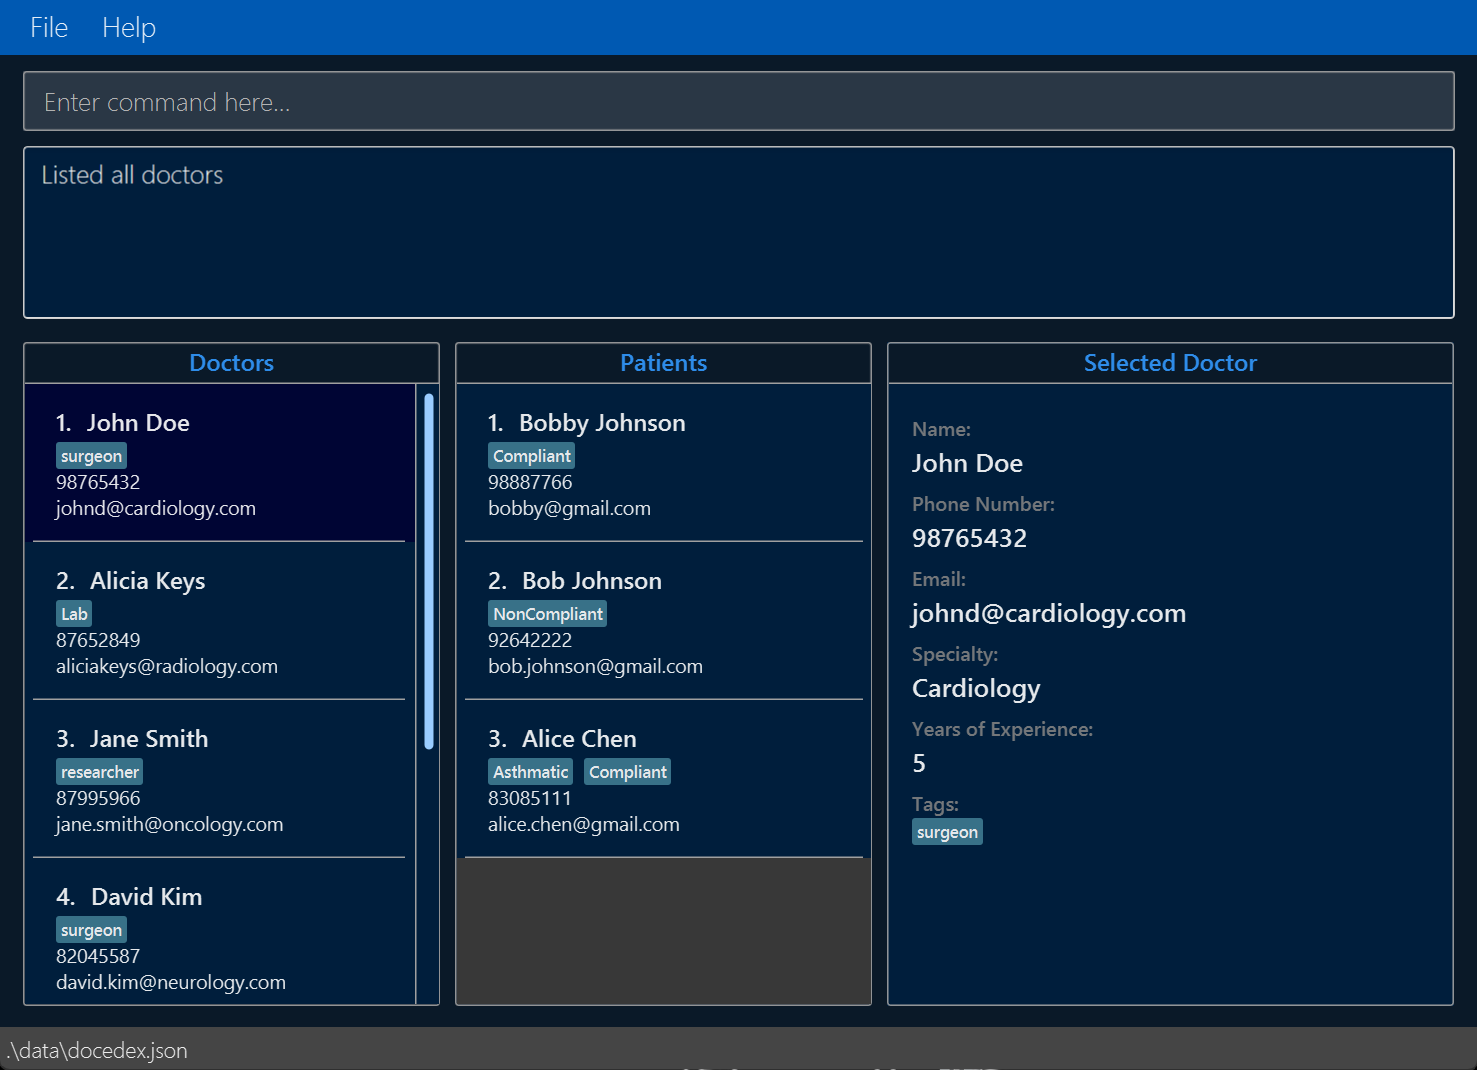 File Help
Enter command here...
Listed all doctors
Doctors
1. John Doe
surgeon
98765432
johnd@cardiology.com
2. Alicia Keys
Lab
87652849
aliciakeys@radiology.com
3. Jane Smith
researcher
87995966
jane.smith@oncology.com
4. David Kim
surgeon
82045587
david.kim@neurology.com
Patients
1. Bobby Johnson
Compliant
98887766
bobby@gmail.com
2. Bob Johnson
NonCompliant
92642222
bob.johnson@gmail.com
3. Alice Chen
Asthmatic Compliant
83085111
alice.chen@gmail.com
Selected Doctor
Name:
John Doe
Phone Number:
98765432
Email:
johnd@cardiology.com
Specialty:
Cardiology
Years of Experience:
5
Tags:
surgeon
.\data\docedex.json